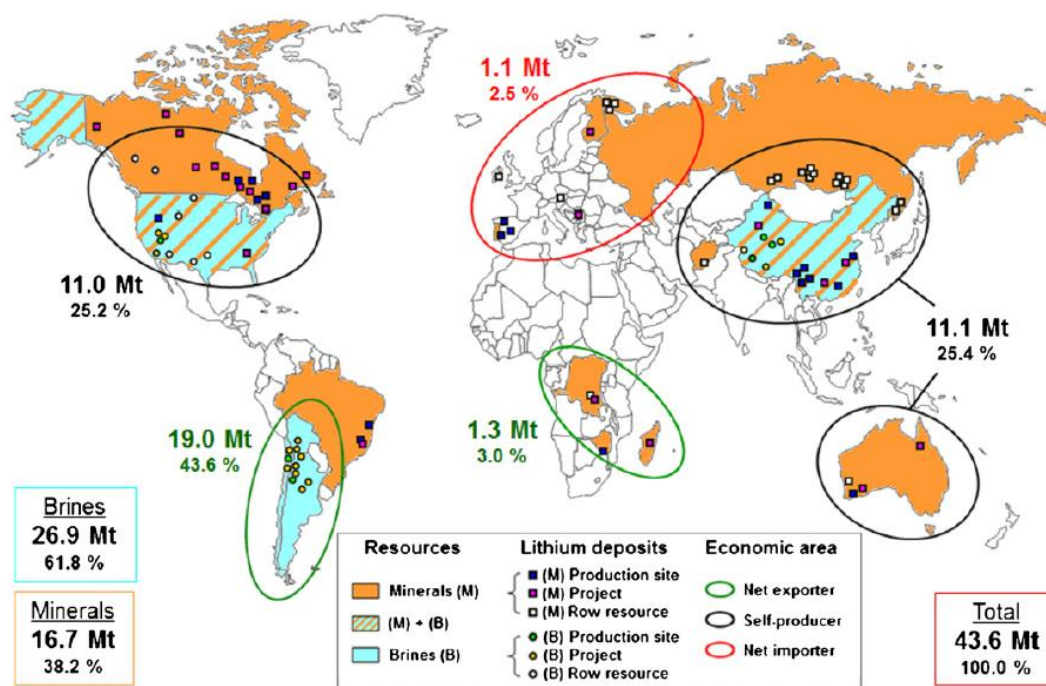 1.1 Mt
2.5 %
11.0 Mt
25.2 %
11.1 Mt
25.4 %
19.0 Mt
43.6 %
1.3 Mt
3.0 %
Brines
26.9 Mt
61.8 %
Minerals
16.7 Mt
38.2 %
Resources
Minerals (M)
(M) + (B)
Brines (B)
Lithium deposits
(M) Production site
(M) Project
(M) Row resource
(B) Production site
(B) Project
(B) Row resource
Economic area
Net exporter
Self-producer
Net importer
Total
43.6 Mt
100.0 %